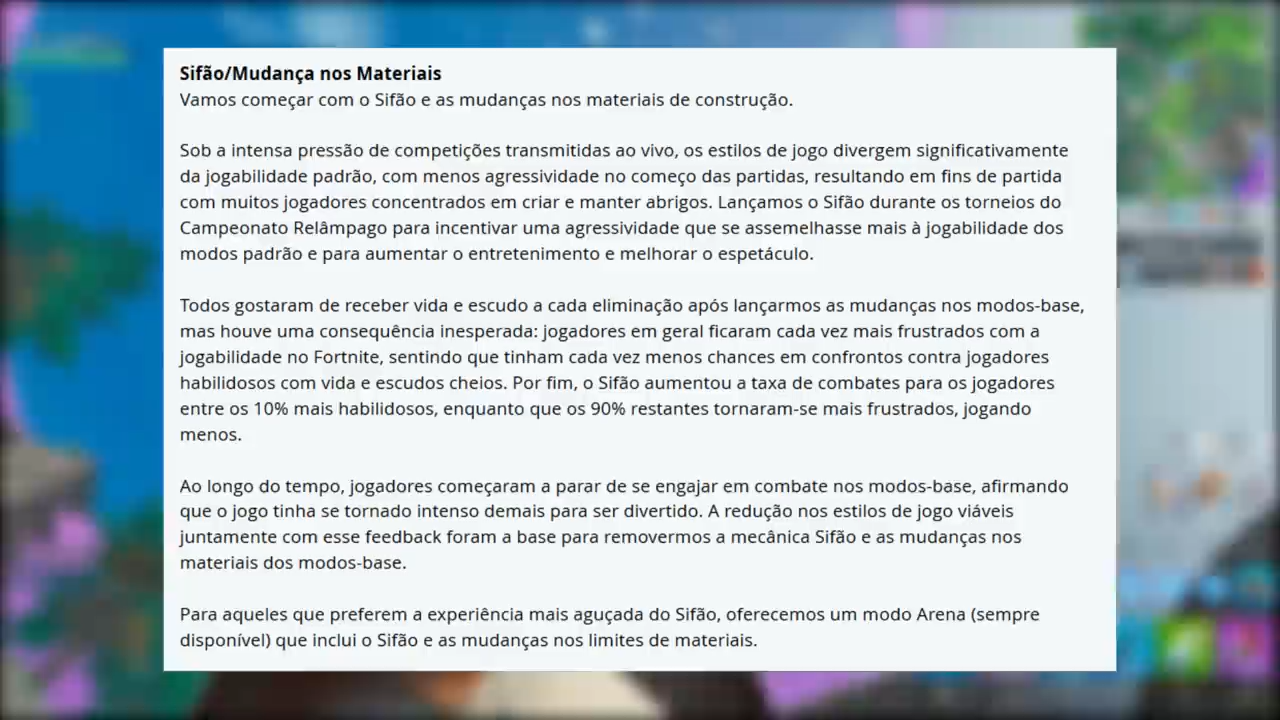 Sifão/Mudança nos Materiais
Vamos começar com o Sifão e as mudanças nos materiais de construção.
Sob a intensa pressão de competições transmitidas ao vivo, os estilos de jogo divergem significativamente
da jogabilidade padrão, com menos agressividade no começo das partidas, resultando em fins de partida
com muitos jogadores concentrados em criar e manter abrigos. Lançamos o Sifão durante os torneios do
Campeonato Relâmpago para incentivar uma agressividade que se assemelhasse mais à jogabilidade dos
modos padrão e para aumentar o entretenimento e melhorar o espetáculo.
Todos gostaram de receber vida e escudo a cada eliminação após lançarmos as mudanças nos modos-base,
mas houve uma consequência inesperada: jogadores em geral ficaram cada vez mais frustrados com a
jogabilidade no Fortnite, sentindo que tinham cada vez menos chances em confrontos contra jogadores
habilidosos com vida e escudos cheios. Por fim, o Sifão aumentou a taxa de combates para os jogadores
entre os 10% mais habilidosos, enquanto que os 90% restantes tornaram-se mais frustrados, jogando
menos.
Ao longo do tempo, jogadores começaram a parar de se engajar em combate nos modos-base, afirmando
que o jogo tinha se tornado intenso demais para ser divertido. A redução nos estilos de jogo viáveis
juntamente com esse feedback foram a base para removermos a mecânica Sifão e as mudanças nos
materiais dos modos-base.
Para aqueles que preferem a experiência mais aguçada do Sifão, oferecemos um modo Arena (sempre
disponível) que inclui o Sifão e as mudanças nos limites de materiais.